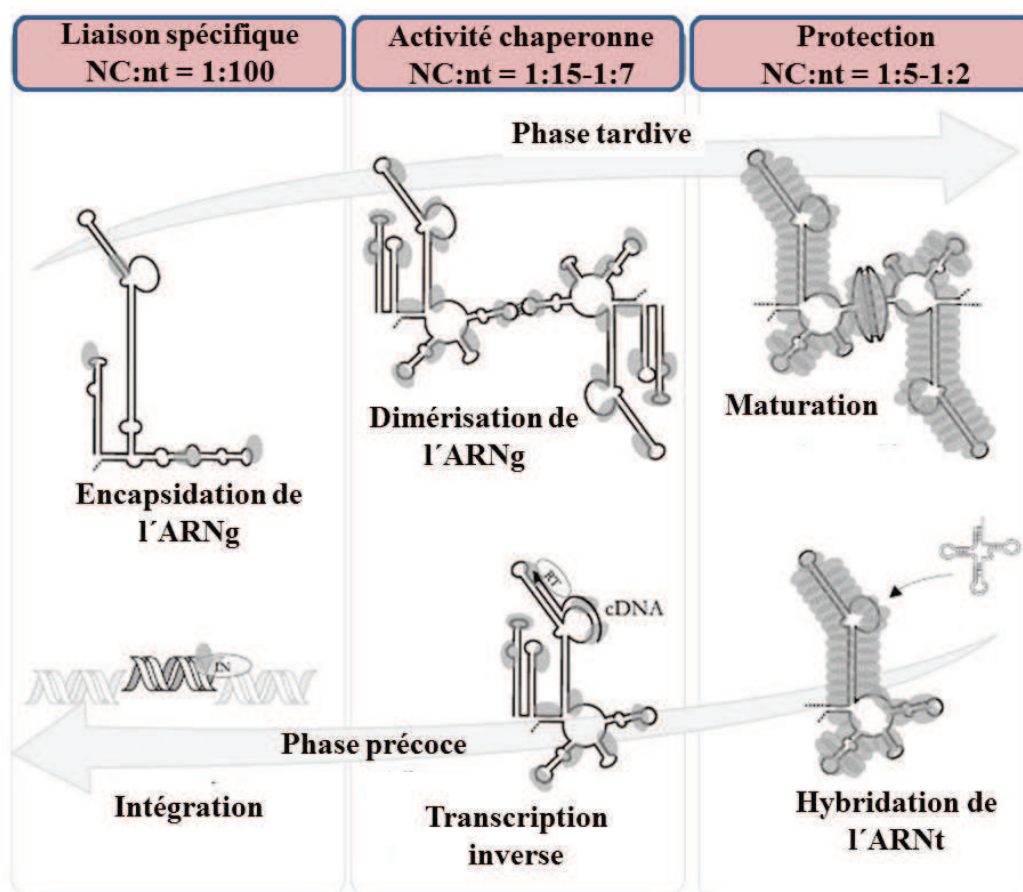 Liaison spécifique
NC:nt = 1:100
Activité chaperonne
NC:nt = 1:15-1:7
Protection
NC:nt = 1:5-1:2
Phase tardive
Encapsidation de
l´ARNg
Dimérisation de
l´ARNg
Maturation
RT
cDNA
IN
Phase précoce
Intégration
Transcription
inverse
Hybridation de
l´ARNt